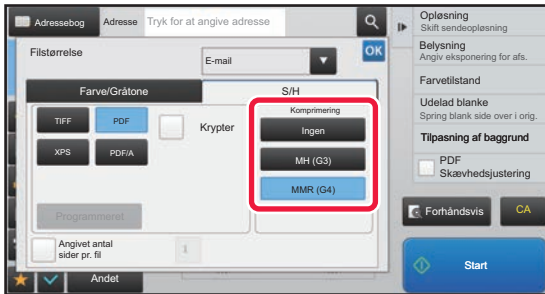 Adressebog
Adresse
Tryk for at angive adresse
Filstørrelse
E-mail
OK
Farve/Gråtone
S/H
TIFF
PDF
Krypter
XPS
PDF/A
Programmeret
Angivet antal
sider pr. fil
1
Komprimering
Ingen
MH (G3)
MMR (G4)
Andet
Opløsning
Skift sendeopløsning
Belysning
Angiv eksponering for afs.
Farvetilstand
Udelad blanke
Spring blank side over i orig.
Tilpasning af baggrund
PDF
Skævhedsjustering
Forhåndsvis
CA
Start